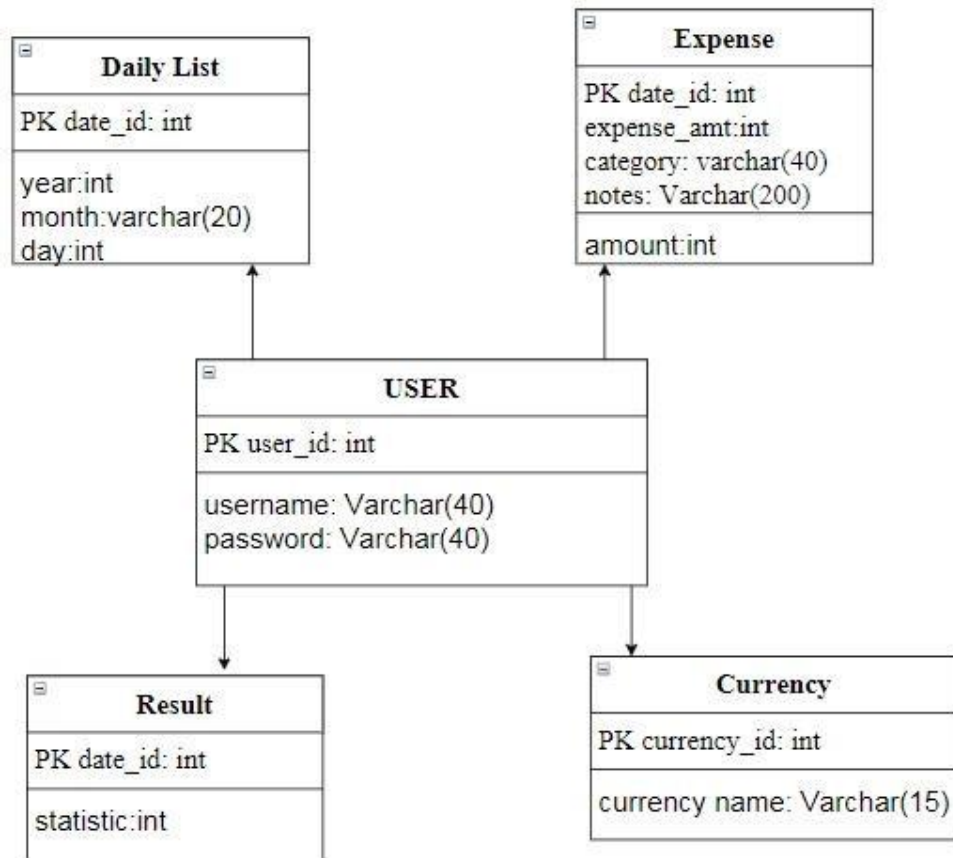 Daily List
PK date_id: int
year:int
month:varchar(20)
day:int
Expense
PK date_id: int
expense_amt:int
category: varchar(40)
notes: Varchar(200)
amount:int
USER
PK user_id: int
username: Varchar(40)
password: Varchar(40)
Result
PK date_id: int
statistic:int
Currency
PK currency_id: int
currency name: Varchar(15)